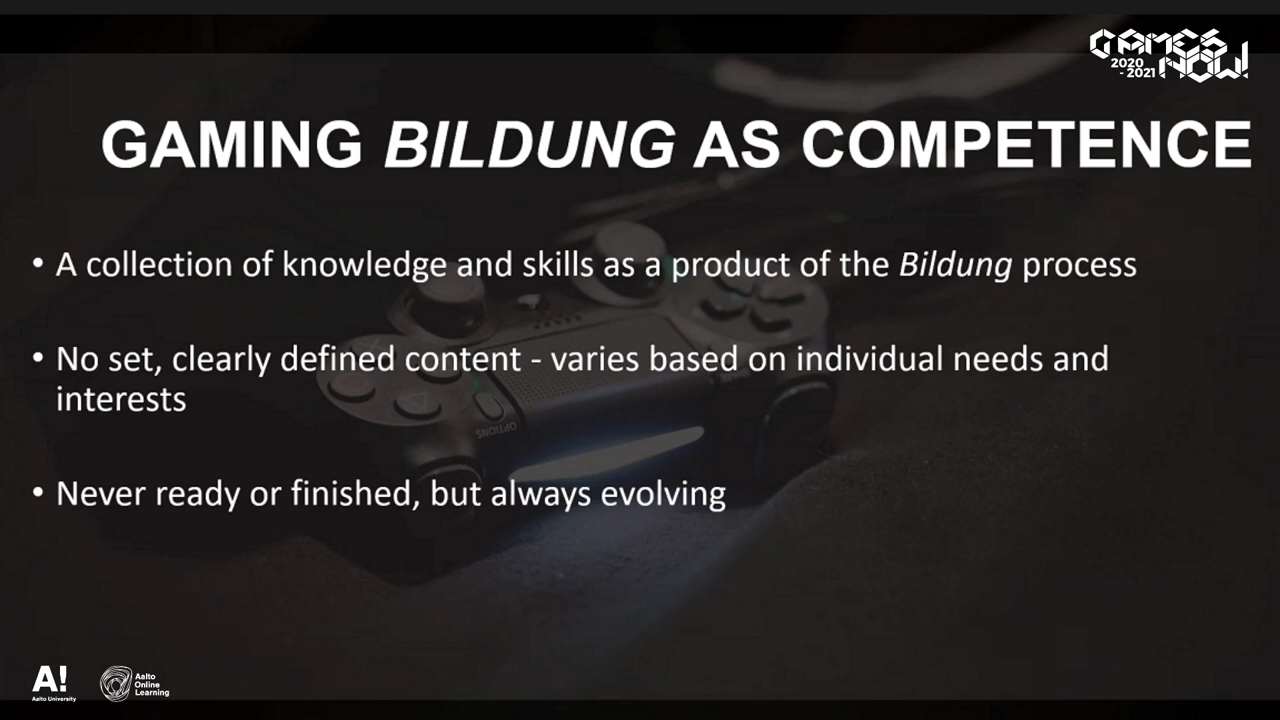 GAMES NOW!
2020
- 2021
GAMING BILDUNG AS COMPETENCE
• A collection of knowledge and skills as a product of the Bildung process
• No set, clearly defined content - varies based on individual needs and
interests
• Never ready or finished, but always evolving
OPTIONS
A!
Aalto University
Aalto
Online
Learning